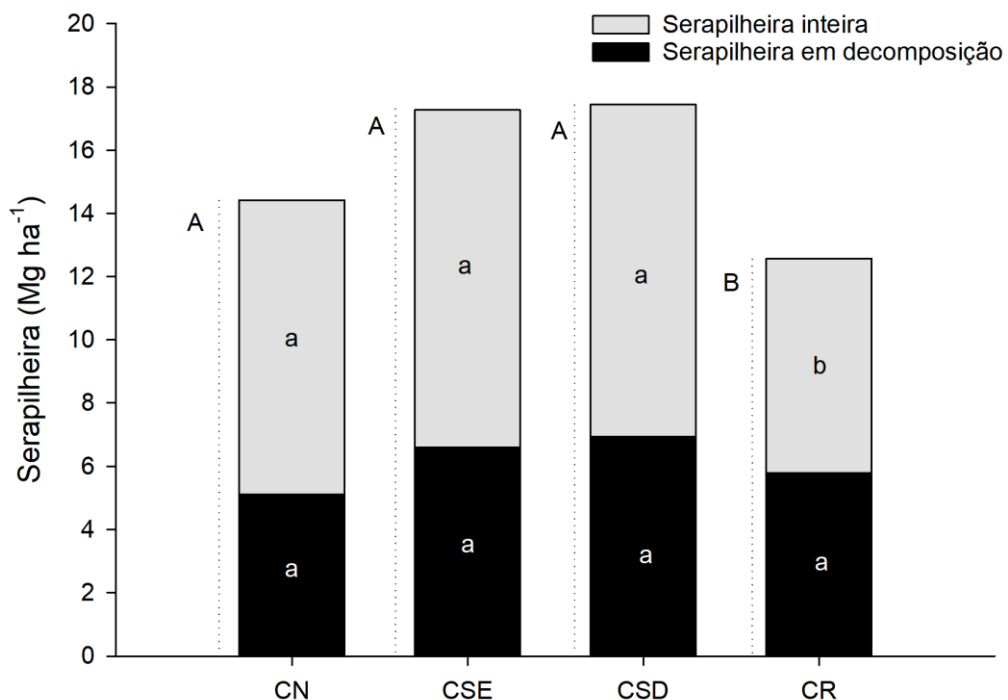 Serapilheira inteira
Serapilheira em decomposição
Serapilheira (Mg ha⁻¹)
20
18
16
14
12
10
8
6
4
2
0
A
A
A
B
a
a
a
b
a
a
a
a
CN
CSE
CSD
CR